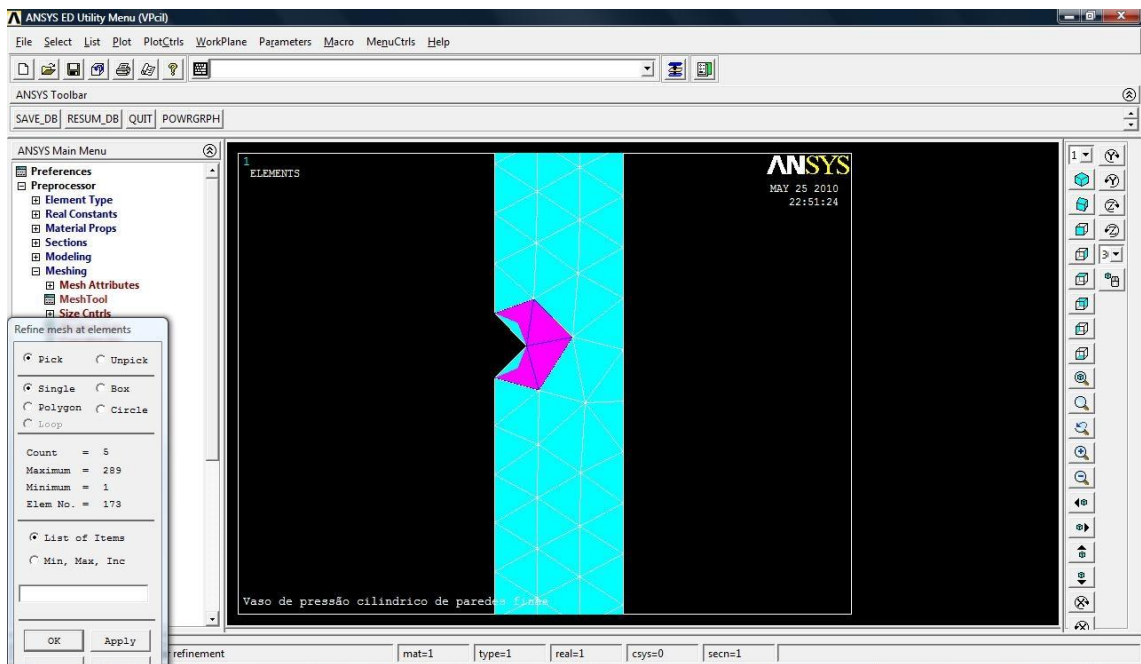 ANSYS ED Utility Menu (VPcil)
File Select List Plot PlotCtrls WorkPlane Parameters Macro MenuCtrls Help
ANSYS Toolbar
SAVE_DB RESUM_DB QUIT POWRGRPH
ANSYS Main Menu
Preferences
Preprocessor
Element Type
Real Constants
Material Props
Sections
Modeling
Meshing
Mesh Attributes
MeshTool
Size Cntrls
Refine mesh at elements
Pick Unpick
Single Box
Polygon Circle
Loop
Count = 5
Maximum = 289
Minimum = 1
Elem No. = 173
List of Items
Min, Max, Inc
OK Apply
1
ELEMENTS
ANSYS
MAY 25 2010
22:51:24
Vaso de pressão cilindrico de paredes finas
1
3
refinement
mat=1 type=1 real=1 csys=0 secn=1